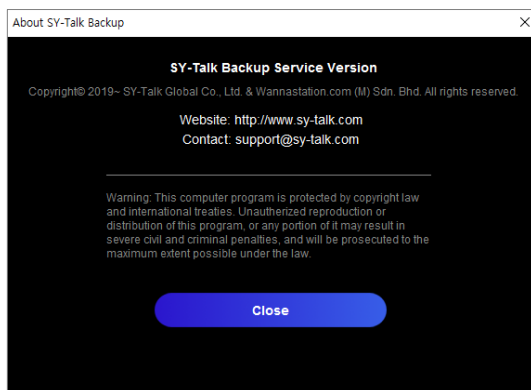 About SY-Talk Backup
SY-Talk Backup Service Version
Copyright© 2019~ SY-Talk Global Co., Ltd. & Wannastation.com (M) Sdn. Bhd. All rights reserved.
Website: http://www.sy-talk.com
Contact: support@sy-talk.com
Warning: This computer program is protected by copyright law
and international treaties. Unautherized reproduction or
distribution of this program, or any portion of it may result in
severe civil and criminal penalties, and will be prosecuted to the
maximum extent possible under the law.
Close